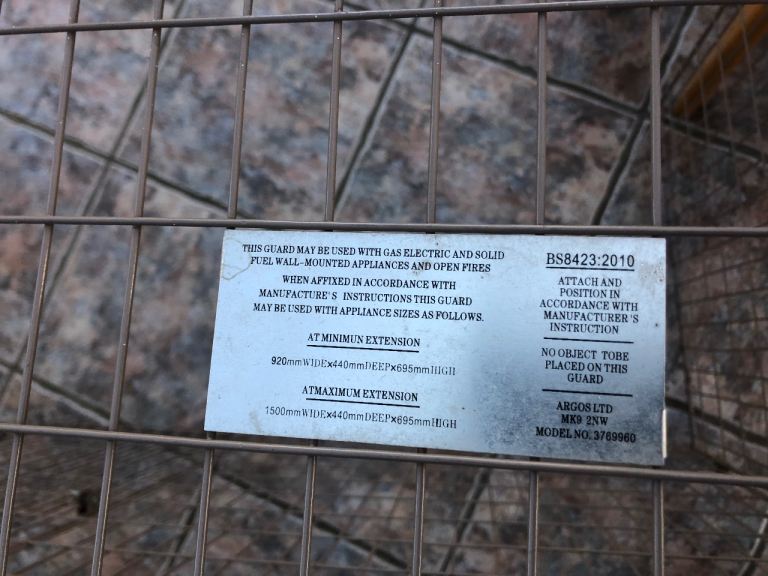 THIS GUARD MAY BE USED WITH GAS ELECTRIC AND SOLID
FUEL WALL-MOUNTED APPLIANCES AND OPEN FIRES
WHEN AFFIXED IN ACCORDANCE WITH
MANUFACTURE'S INSTRUCTIONS THIS GUARD
MAY BE USED WITH APPLIANCE SIZES AS FOLLOWS.
AT MINIMUN EXTENSION
920mmWIDE×440mmDEEP×695mmHIGH
ATMAXIMUM EXTENSION
1500mmWIDE×440mmDEEP×695mmHIGH
BS8423:2010
ATTACH AND
POSITION IN
ACCORDANCE WITH
MANUFACTURER'S
INSTRUCTION
NO OBJECT TOBE
PLACED ON THIS
GUARD
ARGOS LTD
MK9 2NW
MODEL NO. 3769960